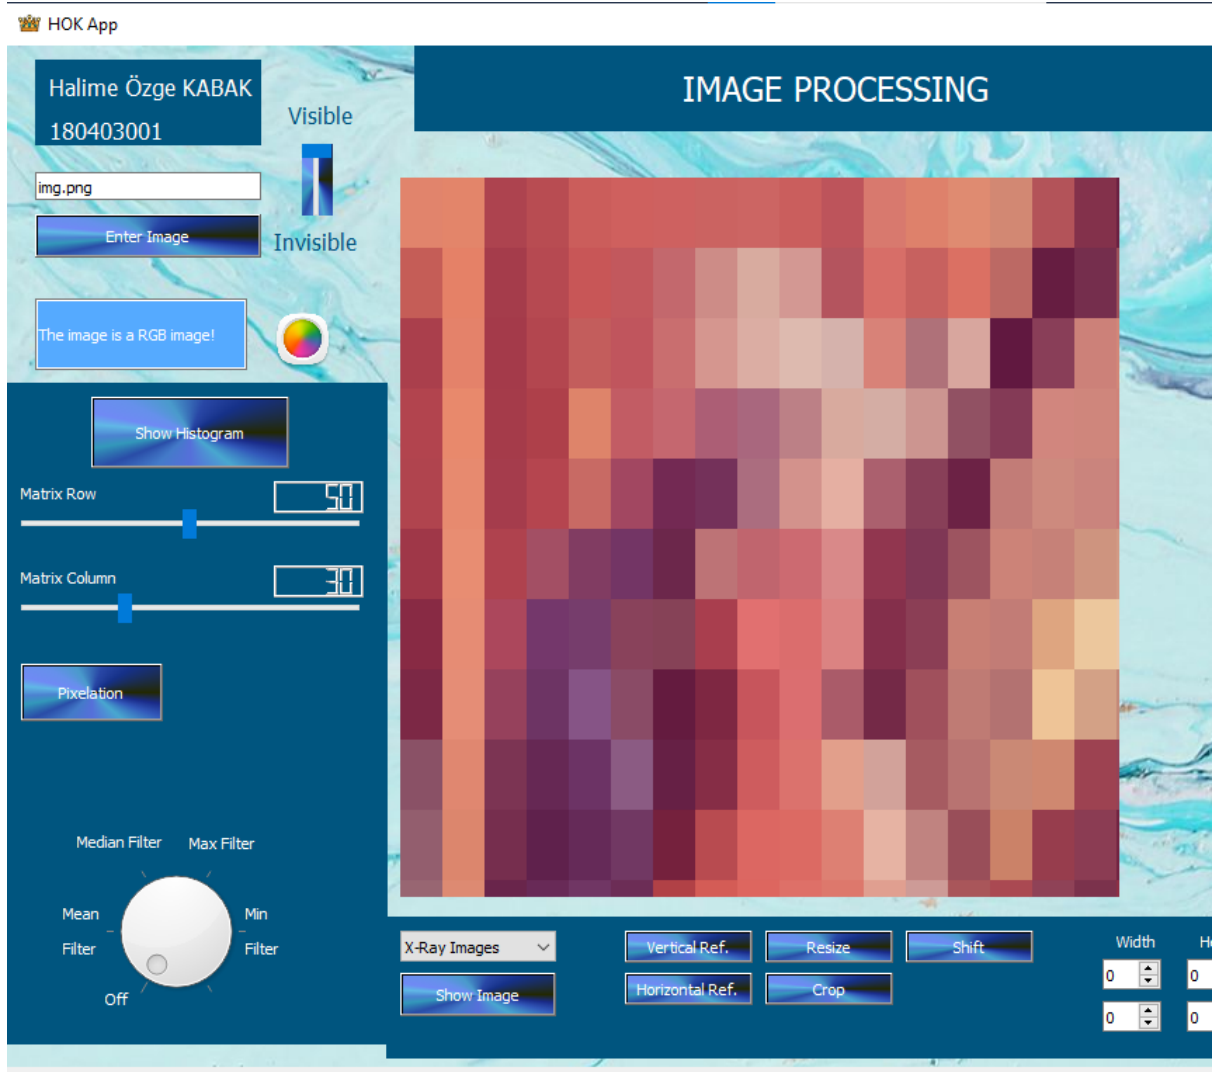 HOK App
Halime Özge KABAK
180403001
Visible
Invisible
IMAGE PROCESSING
img.png
Enter Image
The image is a RGB image!
Show Histogram
Matrix Row
50
Matrix Column
30
Pixelation
Median Filter
Max Filter
Mean
Filter
Min
Filter
Off
X-Ray Images
Show Image
Vertical Ref.
Resize
Shift
Horizontal Ref.
Crop
Width
0
0
0
0